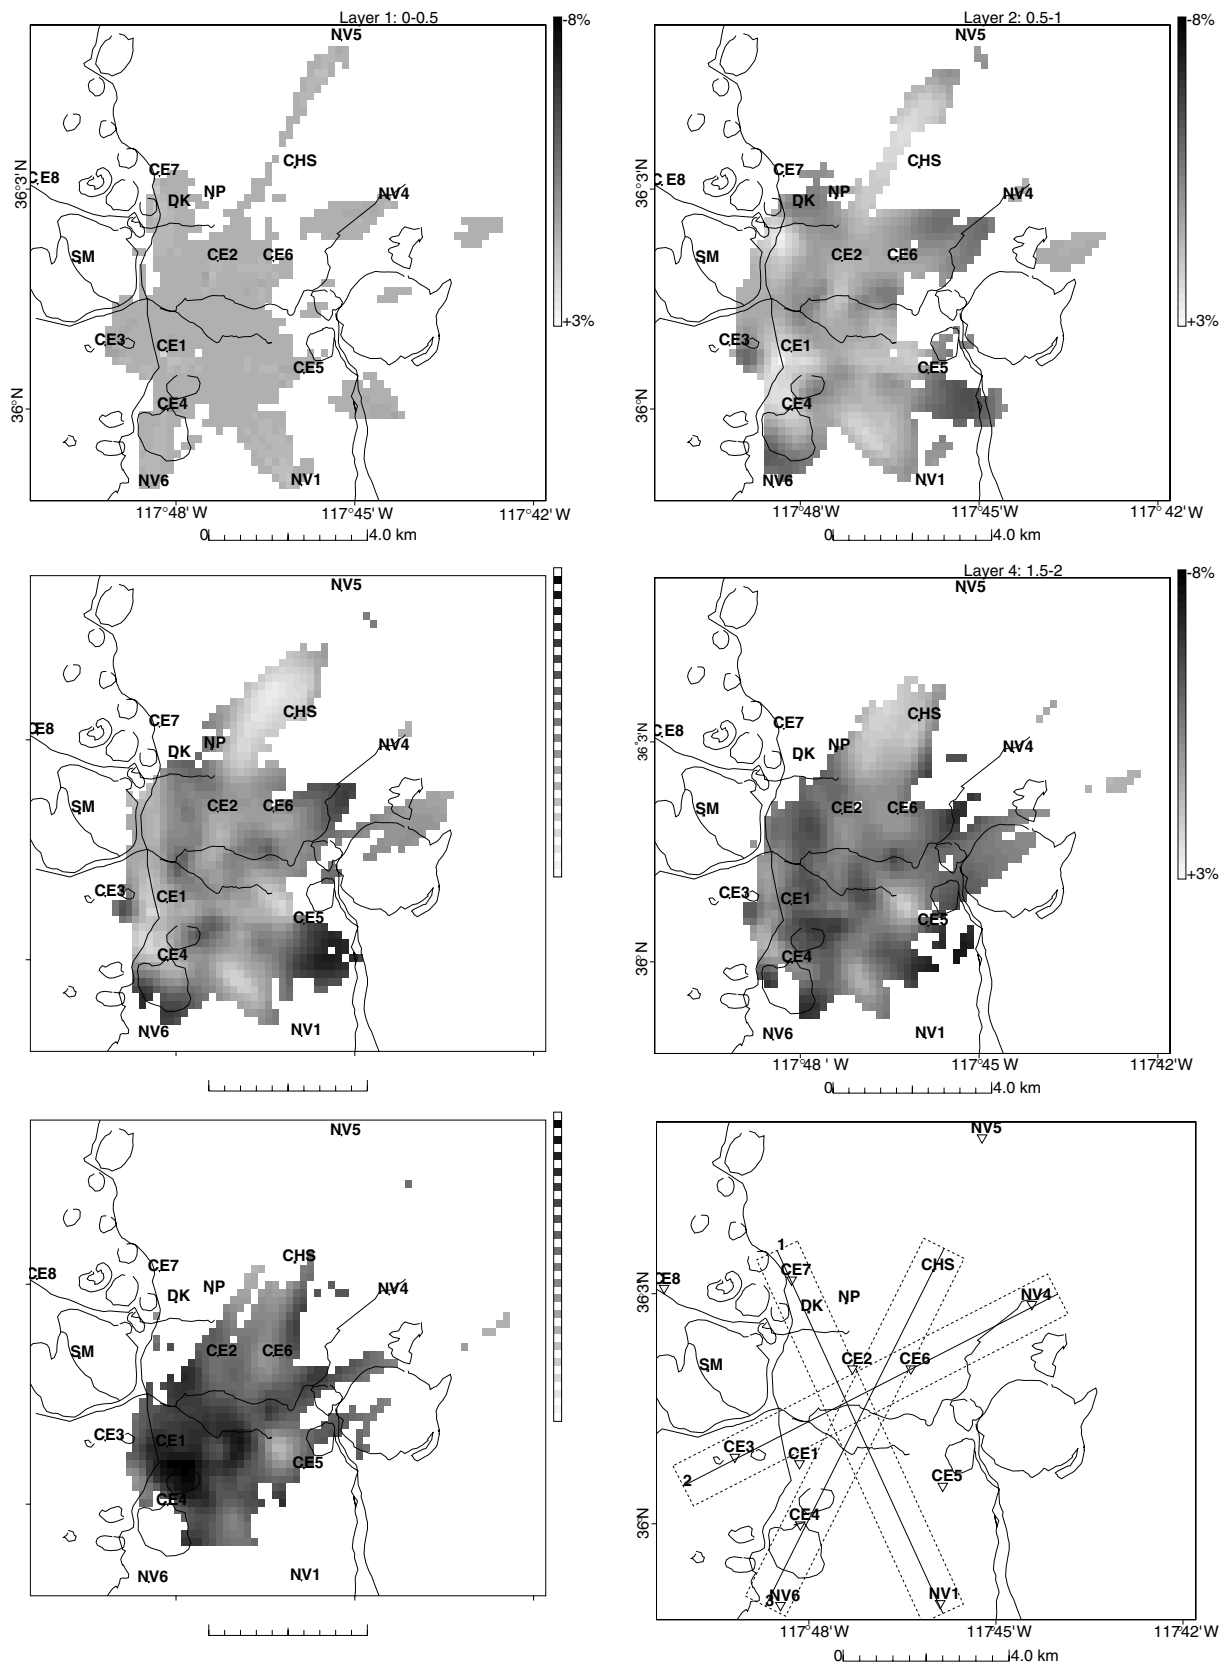 Layer 1: 0-0.5
-8%
NV5
CE7
CHS
CE8
36°3'N
DK
NP
NV4
SM
CE2
CE6
+3%
CE3
CE1
CE5
36°N
CE4
NV6
NV1
117°48' W
117°45'W
117°42' W
0
4.0 km
Layer 2: 0.5-1
-8%
NV5
CE7
CHS
CE8
36°3'N
DK
NP
NV4
SM
CE2
CE6
+3%
CE3
CE1
CE5
36°N
CE4
NV6
NV1
117°48'W
117°45'W
117°42' W
0
4.0 km
NV5
CE7
CHS
CE8
DK
NP
NV4
SM
CE2
CE6
CE3
CE1
CE5
CE4
NV6
NV1
Layer 4: 1.5-2
-8%
NV5
CE7
CHS
CE8
36°3'N
DK
NP
NV4
SM
CE2
CE6
+3%
CE3
CE1
CE5
36° N
CE4
NV6
NV1
117°48 ' W
117°45'W
117°42'W
0
4.0 km
NV5
CE7
CHS
CE8
DK
NP
NV4
SM
CE2
CE6
CE3
CE1
CE5
CE4
NV6
NV1
NV5
1
CE7
CHS
CE8
36°3'N
DK
NP
NV4
SM
CE2
CE6
CE3
CE1
2
CE5
36°N
CE4
3
NV6
NV1
117°48'W
117°45'W
117°42'W
0
4.0 km